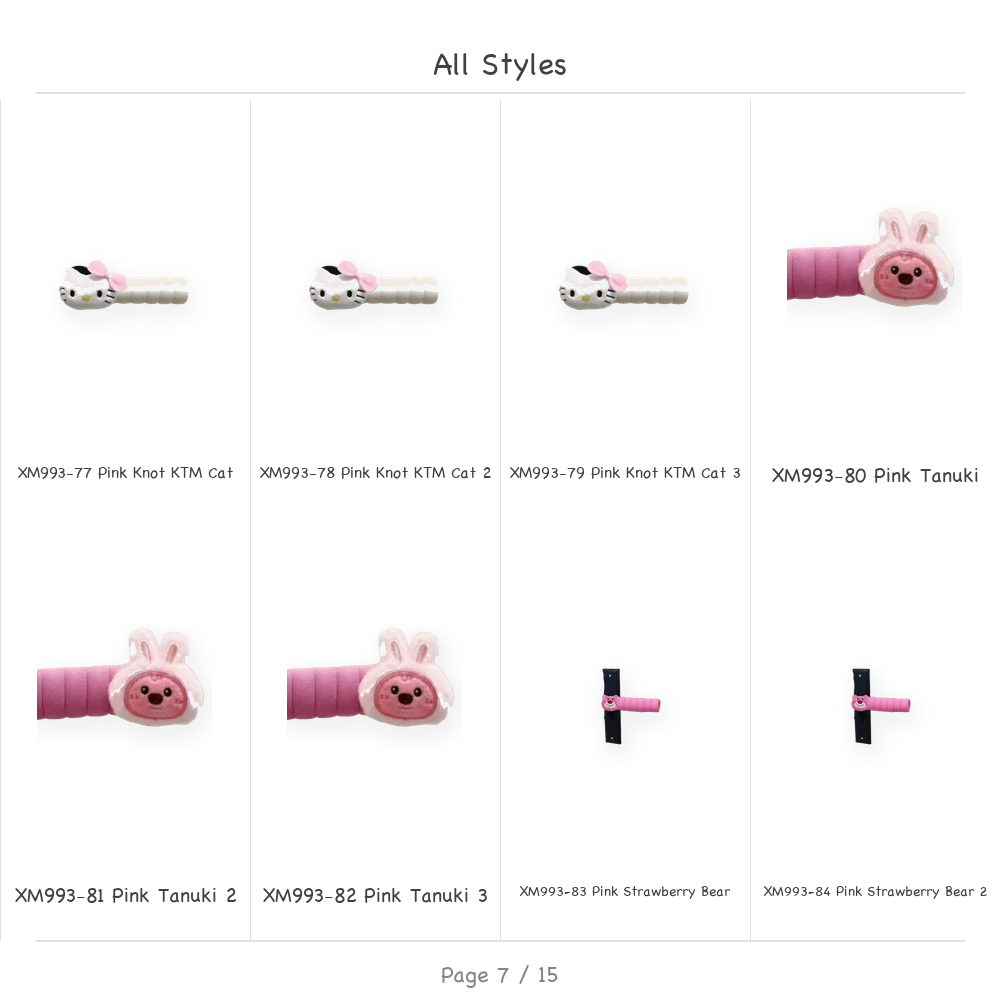 All Styles
XM993-77 Pink Knot KTM Cat
XM993-78 Pink Knot KTM Cat 2
XM993-79 Pink Knot KTM Cat 3
XM993-80 Pink Tanuki
XM993-81 Pink Tanuki 2
XM993-82 Pink Tanuki 3
XM993-83 Pink Strawberry Bear
XM993-84 Pink Strawberry Bear 2
Page 7 / 15